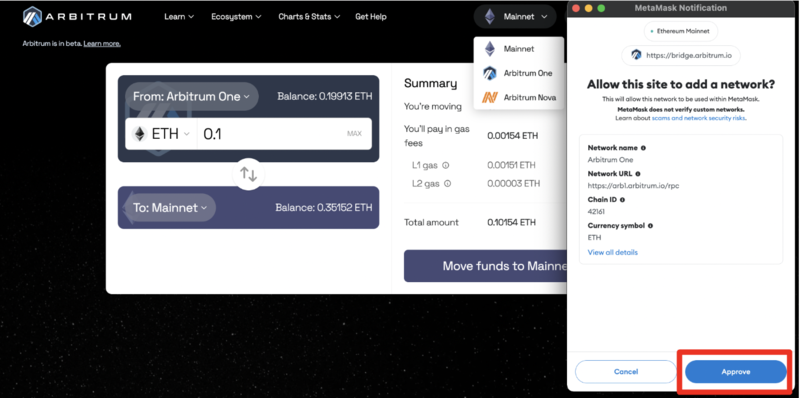 ARBITRUM
Learn
Ecosystem
Charts & Stats
Get Help
Mainnet
Arbitrum is in beta. Learn more.
Mainnet
Arbitrum One
Arbitrum Nova
From: Arbitrum One
Balance: 0.19913 ETH
ETH
0.1
MAX
To: Mainnet
Balance: 0.35152 ETH
Summary
You're moving
You'll pay in gas
fees
0.00154 ETH
L1 gas
0.00151 ETH
L2 gas
0.00003 ETH
Total amount
0.10154 ETH
Move funds to Mainne
MetaMask Notification
Ethereum Mainnet
https://bridge.arbitrum.io
Allow this site to add a network?
This will allow this network to be used within MetaMask.
MetaMask does not verify custom networks.
Learn about scams and network security risks.
Network name
Arbitrum One
Network URL
https://arb1.arbitrum.io/rpc
Chain ID
42161
Currency symbol
ETH
View all details
Cancel
Approve